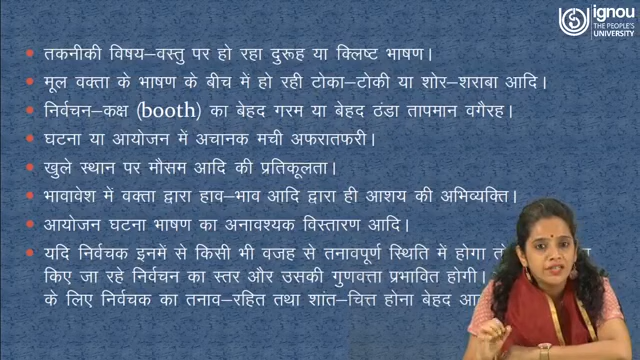 ignou
THE PEOPLE'S
UNIVERSITY
तकनीकी विषय–वस्तु पर हो रहा दुरूह या क्लिष्ट भाषण।
मूल वक्ता के भाषण के बीच में हो रही टोका–टोकी या शोर–शराबा आदि।
निर्वचन–कक्ष (booth) का बेहद गरम या बेहद ठंडा तापमान वगैरह।
घटना या आयोजन में अचानक मची अफरातफरी।
खुले स्थान पर मौसम आदि की प्रतिकूलता।
भावावेश में वक्ता द्वारा हाव–भाव आदि द्वारा ही आशय की अभिव्यक्ति।
आयोजन घटना भाषण का अनावश्यक विस्तारण आदि।
यदि निर्वचक इनमें से किसी भी वजह से तनावपूर्ण स्थिति में होगा
किए जा रहे निर्वचन का स्तर और उसकी गुणवत्ता प्रभावित होगी।
के लिए निर्वचक का तनाव–रहित तथा शांत–चित्त होना बेहद